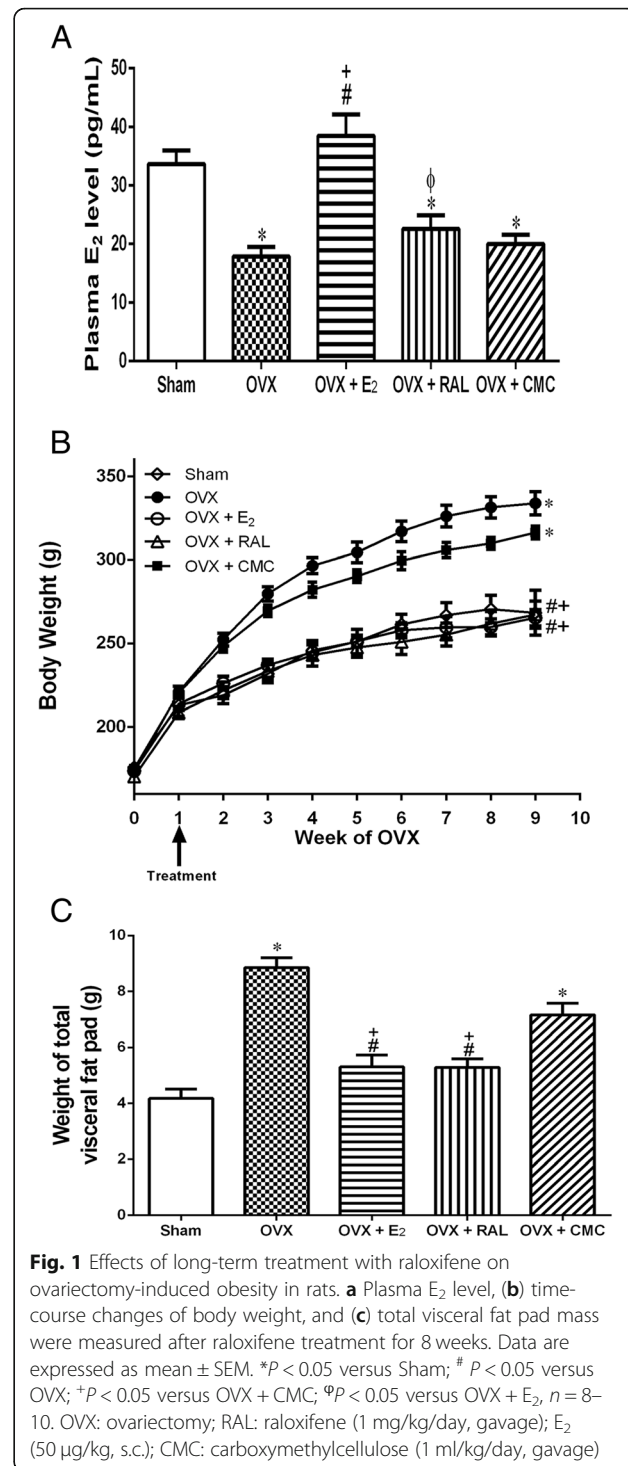 A
Plasma E₂ level (pg/mL)
50
40
30
20
10
0
*
+
#
ϕ
*
*
Sham OVX OVX + E₂ OVX + RAL OVX + CMC
B
Body Weight (g)
350
300
250
200
Sham
OVX
OVX + E₂
OVX + RAL
OVX + CMC
*
*
#+
#+
0 1 2 3 4 5 6 7 8 9
Week of OVX
Treatment
C
Weight of total
visceral fat pad (g)
10
8
6
4
2
0
*
+
#
+
#
*
Sham OVX OVX + E₂ OVX + RAL OVX + CMC
Fig. 1 Effects of long-term treatment with raloxifene on
ovariectomy-induced obesity in rats. a Plasma E₂ level, (b) time-
course changes of body weight, and (c) total visceral fat pad mass
were measured after raloxifene treatment for 8 weeks. Data are
expressed as mean ± SEM. *P < 0.05 versus Sham; # P < 0.05 versus
OVX; +P < 0.05 versus OVX + CMC; φP < 0.05 versus OVX + E₂, n = 8–
10. OVX: ovariectomy; RAL: raloxifene (1 mg/kg/day, gavage); E₂
(50 μg/kg, s.c.); CMC: carboxymethylcellulose (1 ml/kg/day, gavage)